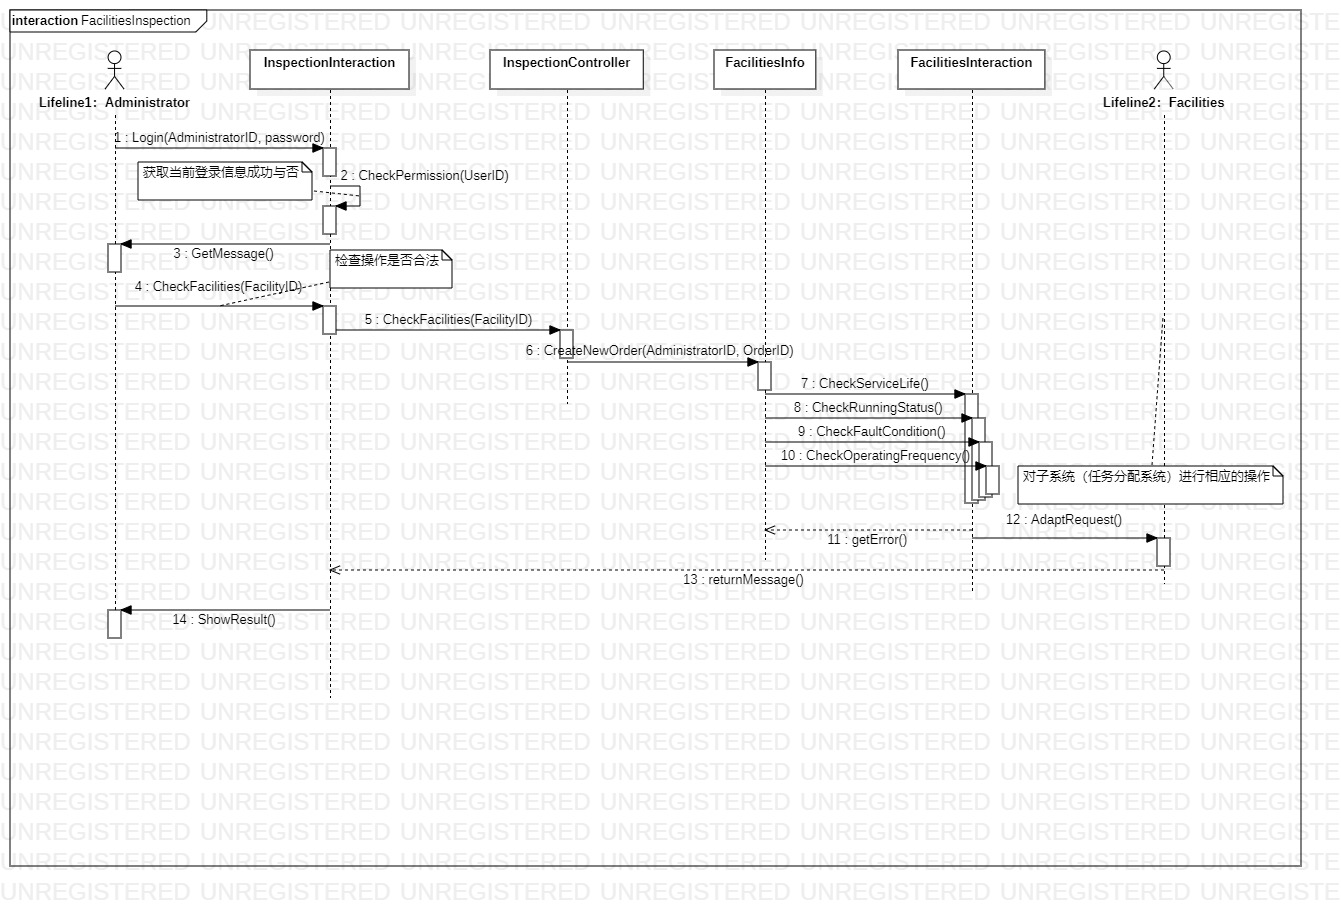 interaction FacilitiesInspection
InspectionInteraction
InspectionController
FacilitiesInfo
FacilitiesInteraction
Lifeline1：Administrator
Lifeline2：Facilities
1 : Login(AdministratorID, password)
获取当前登录信息成功与否
2 : CheckPermission(UserID)
3 : GetMessage()
检查操作是否合法
4 : CheckFacilities(FacilityID)
5 : CheckFacilities(FacilityID)
6 : CreateNewOrder(AdministratorID, OrderID)
7 : CheckServiceLife()
8 : CheckRunningStatus()
9 : CheckFaultCondition()
10 : CheckOperatingFrequency()
对子系统（任务分配系统）进行相应的操作
12 : AdaptRequest()
11 : getError()
13 : returnMessage()
14 : ShowResult()
UNREGISTERED